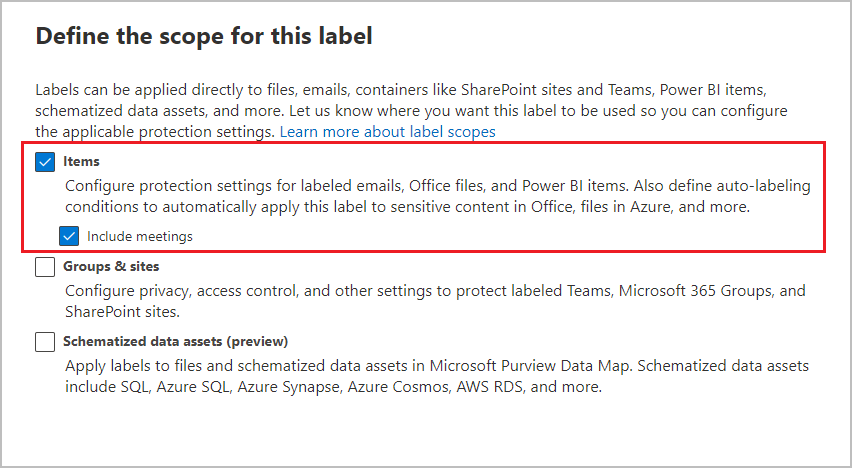 Define the scope for this label
Labels can be applied directly to files, emails, containers like SharePoint sites and Teams, Power BI items,
schematized data assets, and more. Let us know where you want this label to be used so you can configure
the applicable protection settings. Learn more about label scopes
Items
Configure protection settings for labeled emails, Office files, and Power BI items. Also define auto-labeling
conditions to automatically apply this label to sensitive content in Office, files in Azure, and more.
Include meetings
Groups & sites
Configure privacy, access control, and other settings to protect labeled Teams, Microsoft 365 Groups, and
SharePoint sites.
Schematized data assets (preview)
Apply labels to files and schematized data assets in Microsoft Purview Data Map. Schematized data assets
include SQL, Azure SQL, Azure Synapse, Azure Cosmos, AWS RDS, and more.